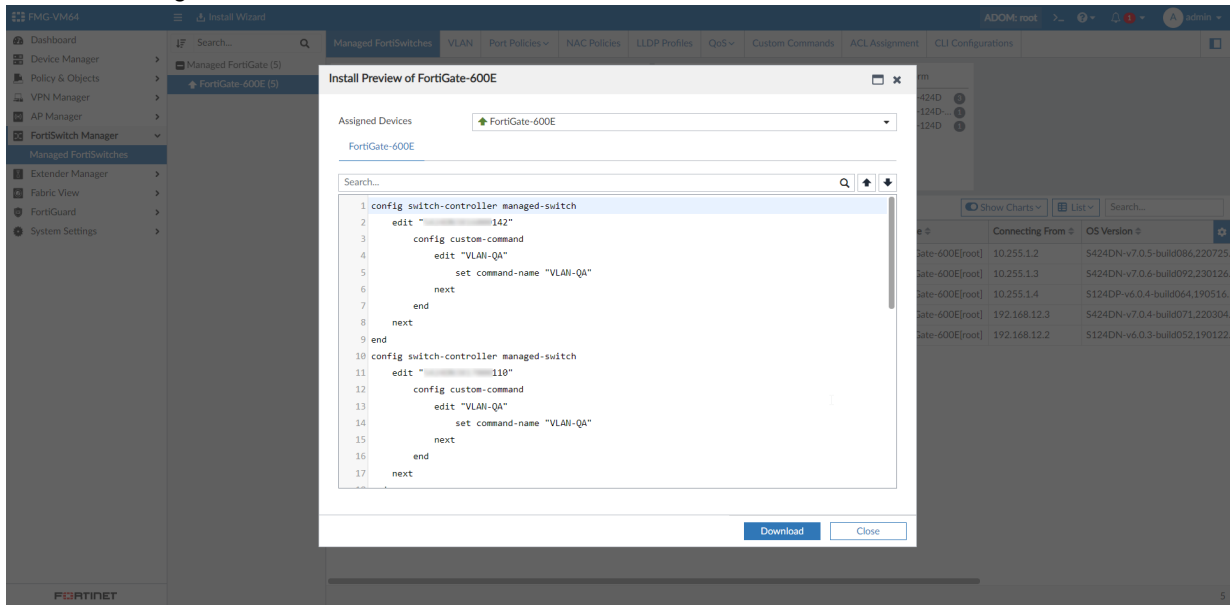 FMG-VM64
Install Wizard
ADOM: root
1
A
admin
Dashboard
Device Manager
Policy & Objects
VPN Manager
AP Manager
FortiSwitch Manager
Managed FortiSwitches
Extender Manager
Fabric View
FortiGuard
System Settings
Search...
Managed FortiGate (5)
FortiGate-600E (5)
Managed FortiSwitches VLAN Port Policies NAC Policies LLDP Profiles QoS Custom Commands ACL Assignment CLI Configurations
rm
-424D 3
-124D-... 1
-124D 1
Install Preview of FortiGate-600E
Assigned Devices
FortiGate-600E
FortiGate-600E
Search...
1 config switch-controller managed-switch
2 edit " 142"
3 config custom-command
4 edit "VLAN-QA"
5 set command-name "VLAN-QA"
6 next
7 end
8 next
9 end
10 config switch-controller managed-switch
11 edit " 110"
12 config custom-command
13 edit "VLAN-QA"
14 set command-name "VLAN-QA"
15 next
16 end
17 next
Download
Close
Show Charts List Search...
e Connecting From OS Version
Gate-600E[root] 10.255.1.2 S424DN-v7.0.5-build086,220725
Gate-600E[root] 10.255.1.3 S424DN-v7.0.6-build092,230126
Gate-600E[root] 10.255.1.4 S124DP-v6.0.4-build064,190516
Gate-600E[root] 192.168.12.3 S424DN-v7.0.4-build071,220304
Gate-600E[root] 192.168.12.2 S124DN-v6.0.3-build052,190122
FORTINET
5